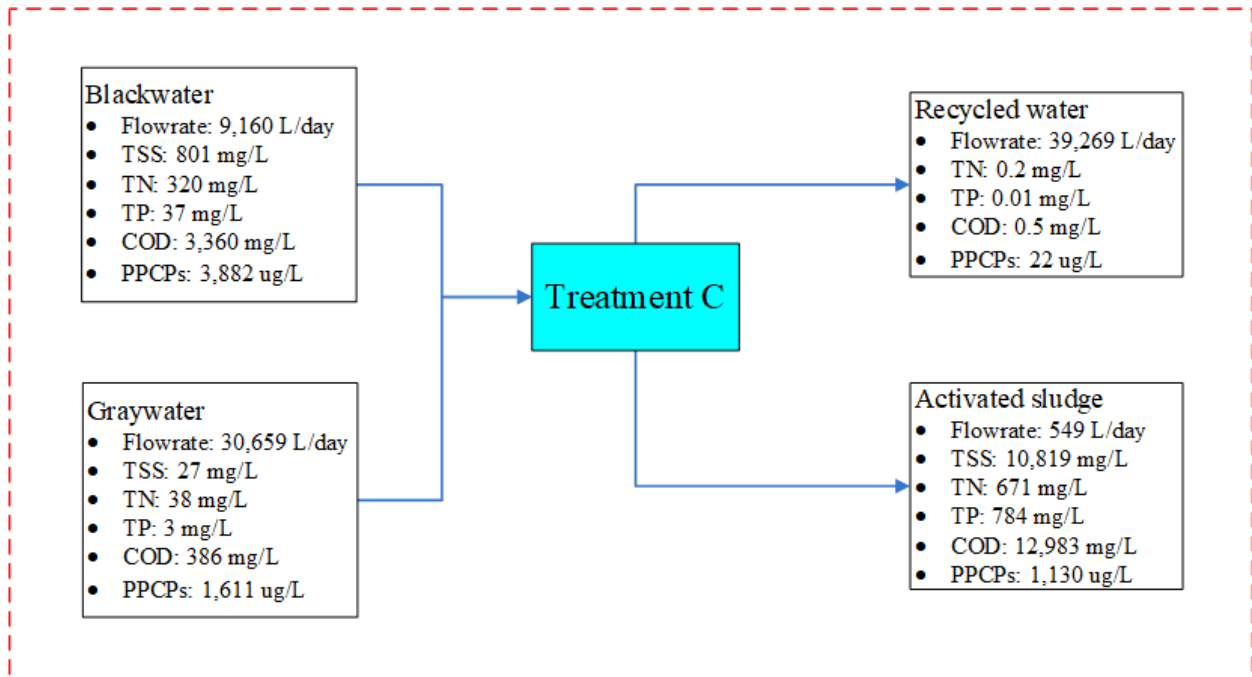 Blackwater
• Flowrate: 9,160 L/day
• TSS: 801 mg/L
• TN: 320 mg/L
• TP: 37 mg/L
• COD: 3,360 mg/L
• PPCPs: 3,882 ug/L
Graywater
• Flowrate: 30,659 L/day
• TSS: 27 mg/L
• TN: 38 mg/L
• TP: 3 mg/L
• COD: 386 mg/L
• PPCPs: 1,611 ug/L
Treatment C
Recycled water
• Flowrate: 39,269 L/day
• TN: 0.2 mg/L
• TP: 0.01 mg/L
• COD: 0.5 mg/L
• PPCPs: 22 ug/L
Activated sludge
• Flowrate: 549 L/day
• TSS: 10,819 mg/L
• TN: 671 mg/L
• TP: 784 mg/L
• COD: 12,983 mg/L
• PPCPs: 1,130 ug/L